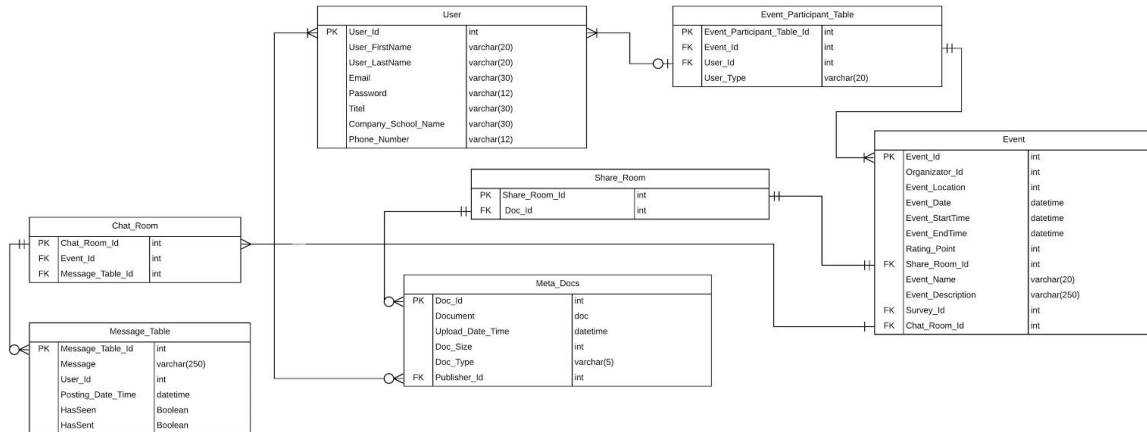 User
PK User_Id int
User_FirstName varchar(20)
User_LastName varchar(20)
Email varchar(30)
Password varchar(12)
Titel varchar(30)
Company_School_Name varchar(30)
Phone_Number varchar(12)
Event_Participant_Table
PK Event_Participant_Table_Id int
FK Event_Id int
FK User_Id int
User_Type varchar(20)
Event
PK Event_Id int
Organizator_Id int
Event_Location int
Event_Date datetime
Event_StartTime datetime
Event_EndTime datetime
Rating_Point int
FK Share_Room_Id int
Event_Name varchar(20)
Event_Description varchar(250)
FK Survey_Id int
FK Chat_Room_Id int
Share_Room
PK Share_Room_Id int
FK Doc_Id int
Chat_Room
PK Chat_Room_Id int
FK Event_Id int
FK Message_Table_Id int
Meta_Docs
PK Doc_Id int
Document doc
Upload_Date_Time datetime
Doc_Size int
Doc_Type varchar(5)
FK Publisher_Id int
Message_Table
PK Message_Table_Id int
Message varchar(250)
User_Id int
Posting_Date_Time datetime
HasSeen Boolean
HasSent Boolean